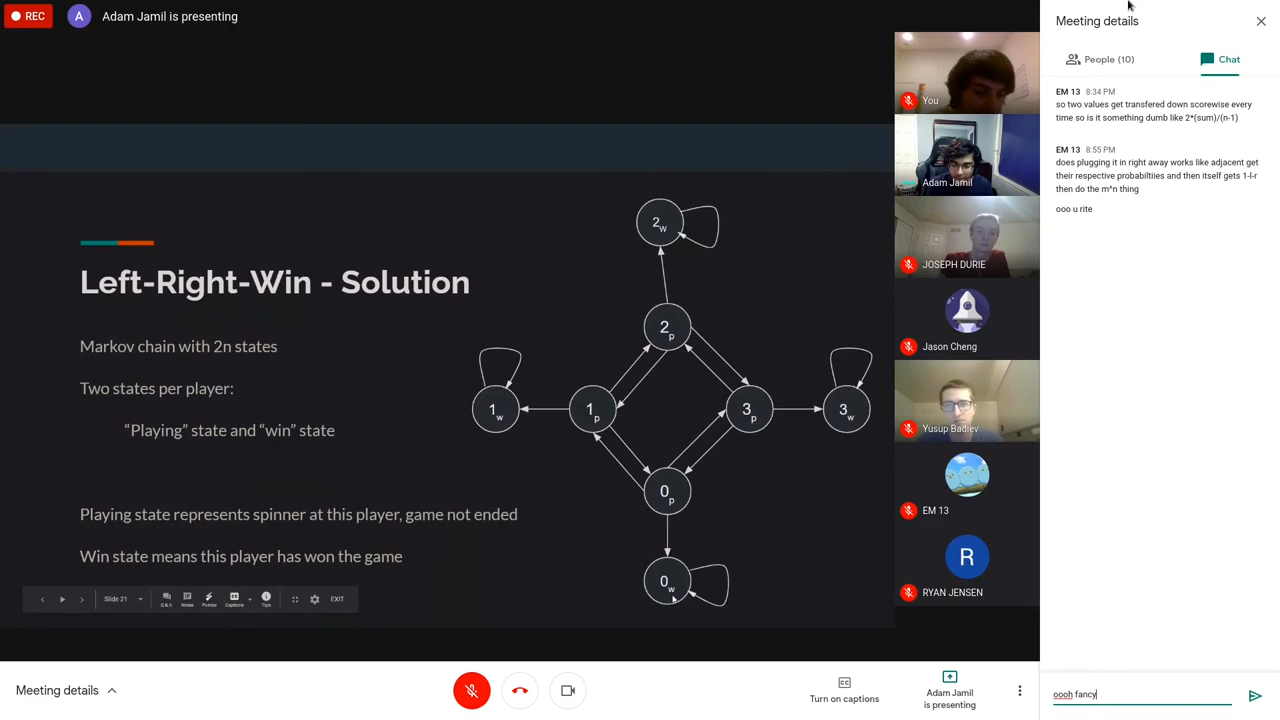 REC
A
Adam Jamil is presenting
Left-Right-Win - Solution
Markov chain with 2n states
Two states per player:
“Playing” state and “win” state
Playing state represents spinner at this player, game not ended
Win state means this player has won the game
2w
2p
1w
1p
3p
3w
0p
0w
Slide 21
Q & A
Notes
Pointer
Captions
Tips
EXIT
You
Adam Jamil
JOSEPH DURIE
Jason Cheng
Yusup Badiev
EM 13
R
RYAN JENSEN
Meeting details
People (10)
Chat
EM 13 8:34 PM
so two values get transfered down scorewise every
time so is it something dumb like 2*(sum)/(n-1)
EM 13 8:55 PM
does plugging it in right away works like adjacent get
their respective probabiltiies and then itself gets 1-l-r
then do the m^n thing
ooo u rite
oooh fancy
Meeting details
Turn on captions
Adam Jamil
is presenting